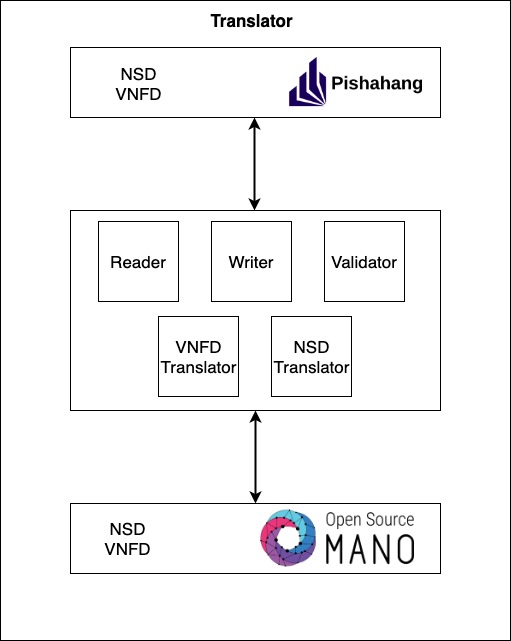 Translator
NSD
VNFD
Pishahang
Reader
Writer
Validator
VNFD
Translator
NSD
Translator
NSD
VNFD
Open Source
MANO